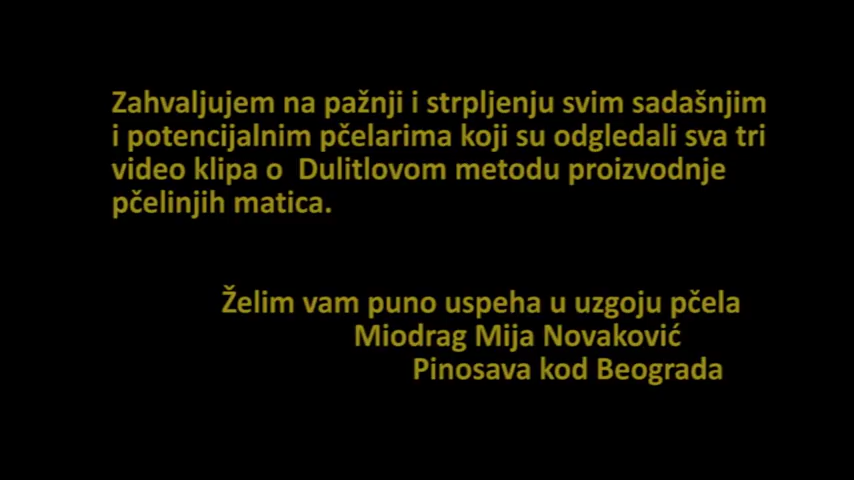 Zahvaljujem na pažnji i strpljenju svim sadašnjim
i potencijalnim pčelarima koji su odgledali sva tri
video klipa o Dulitlovom metodu proizvodnje
pčelinjih matica.
Želim vam puno uspeha u uzgoju pčela
Miodrag Mija Novaković
Pinosava kod Beograda